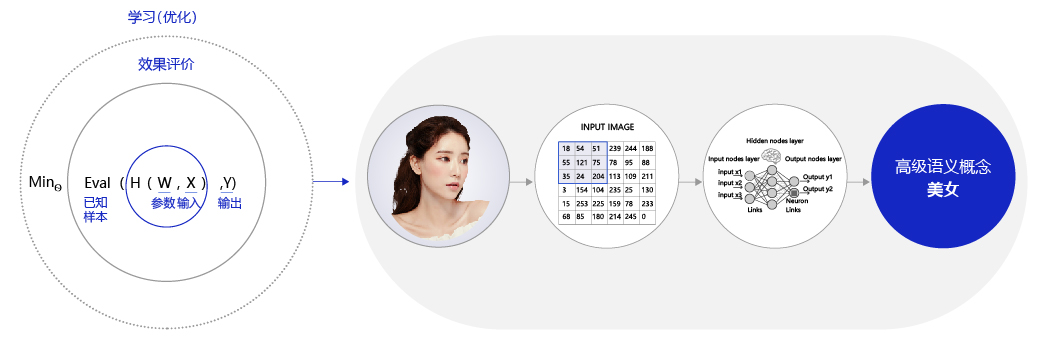 学习(优化)
效果评价
MinΘ Eval ( H ( W , X ) ,Y)
已知
样本
参数 输入 输出
INPUT IMAGE
18 54 51 239 244 188
55 121 75 78 95 88
35 24 204 113 109 211
3 154 104 235 25 130
15 253 225 159 78 233
68 85 180 214 245 0
Hidden nodes layer
Input nodes layer
Output nodes layer
input x1
input x2
input x3
Output y1
Output y2
Neuron
Links
Links
高级语义概念
美女